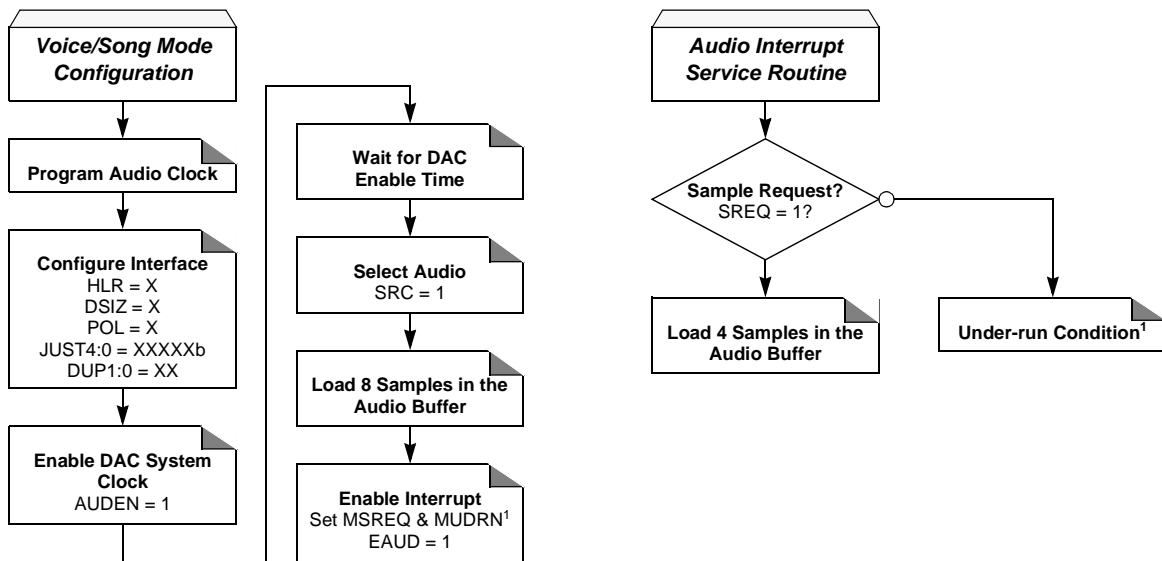 Voice/Song Mode
Configuration
Program Audio Clock
Configure Interface
HLR = X
DSIZ = X
POL = X
JUST4:0 = XXXXXb
DUP1:0 = XX
Enable DAC System
Clock
AUDEN = 1
Wait for DAC
Enable Time
Select Audio
SRC = 1
Load 8 Samples in the
Audio Buffer
Enable Interrupt
Set MSREQ & MUDRN1
EAUD = 1
Audio Interrupt
Service Routine
Sample Request?
SREQ = 1?
Load 4 Samples in the
Audio Buffer
Under-run Condition1